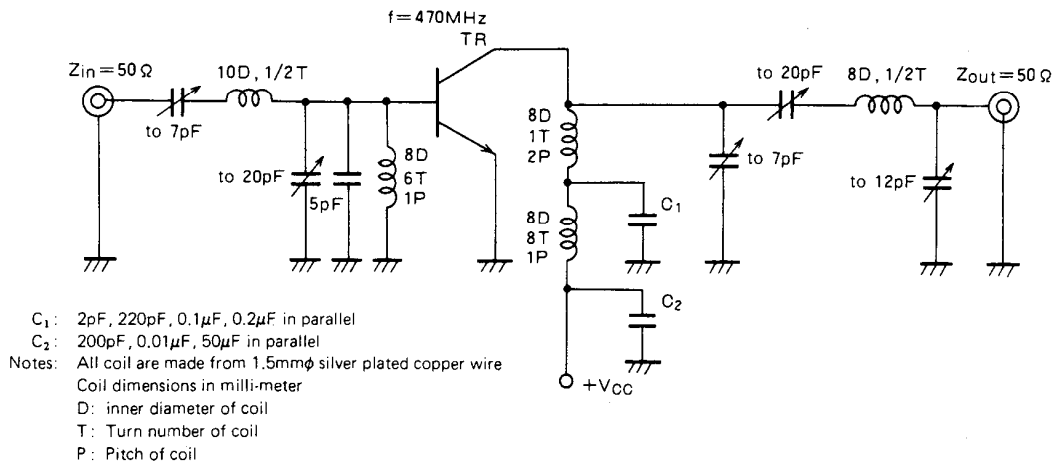 f=470MHz
TR
Zin=50Ω
10D, 1/2T
to 20pF
8D, 1/2T
Zout=50Ω
to 7pF
8D
1T
2P
to 7pF
to 20pF
5pF
8D
6T
1P
to 12pF
8D
8T
1P
C₁
C₂
+VCC
C₁: 2pF, 220pF, 0.1μF, 0.2μF in parallel
C₂: 200pF, 0.01μF, 50μF in parallel
Notes: All coil are made from 1.5mmφ silver plated copper wire
Coil dimensions in milli-meter
D: inner diameter of coil
T: Turn number of coil
P: Pitch of coil